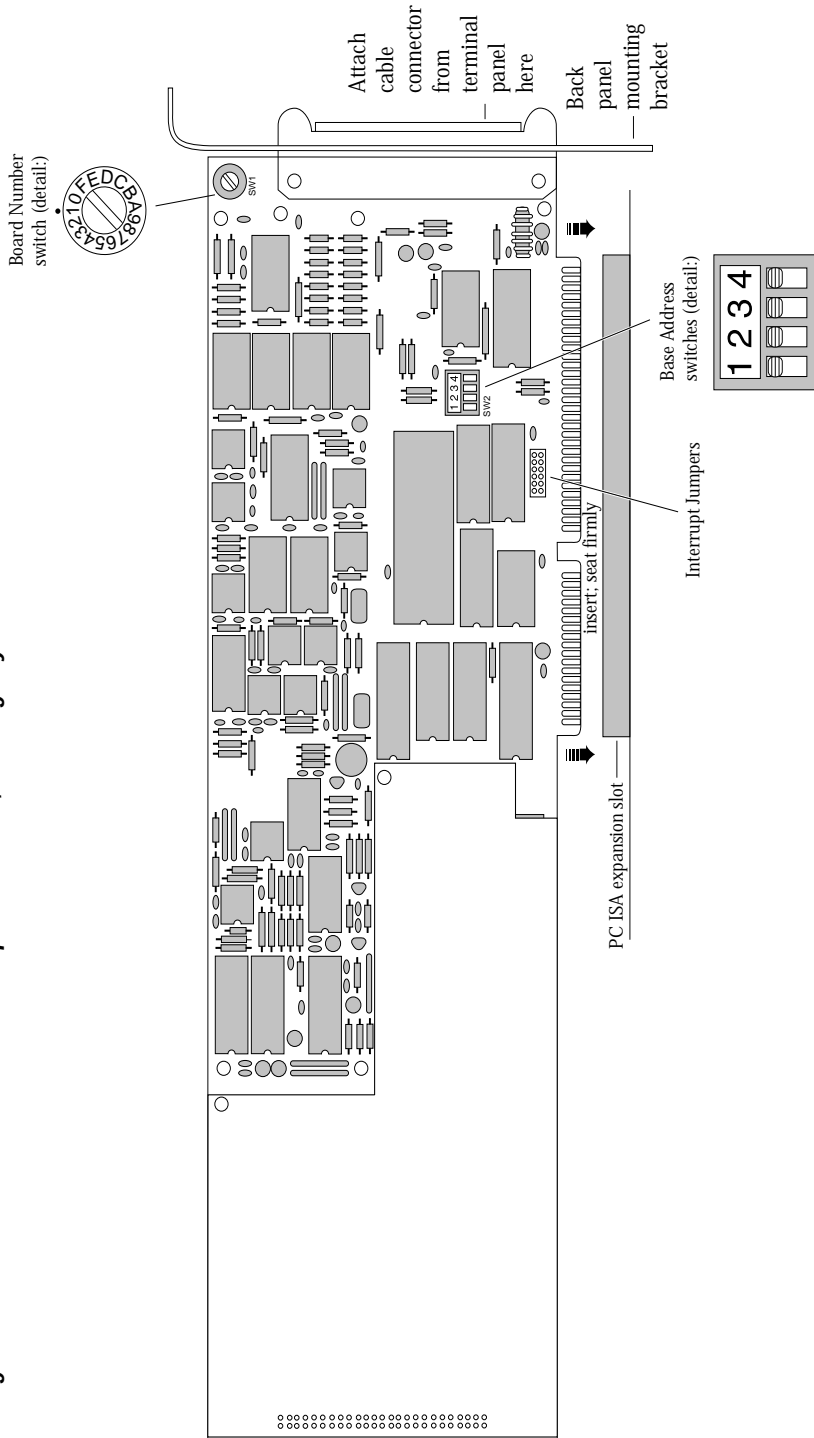 Board Number
switch (detail:)
0123456789ABCDEF
SW1
Attach
cable
connector
from
terminal
panel
here
Back
panel
mounting
bracket
1 2 3 4
SW2
Base Address
switches (detail:)
1 2 3 4
Interrupt Jumpers
insert; seat firmly
PC ISA expansion slot